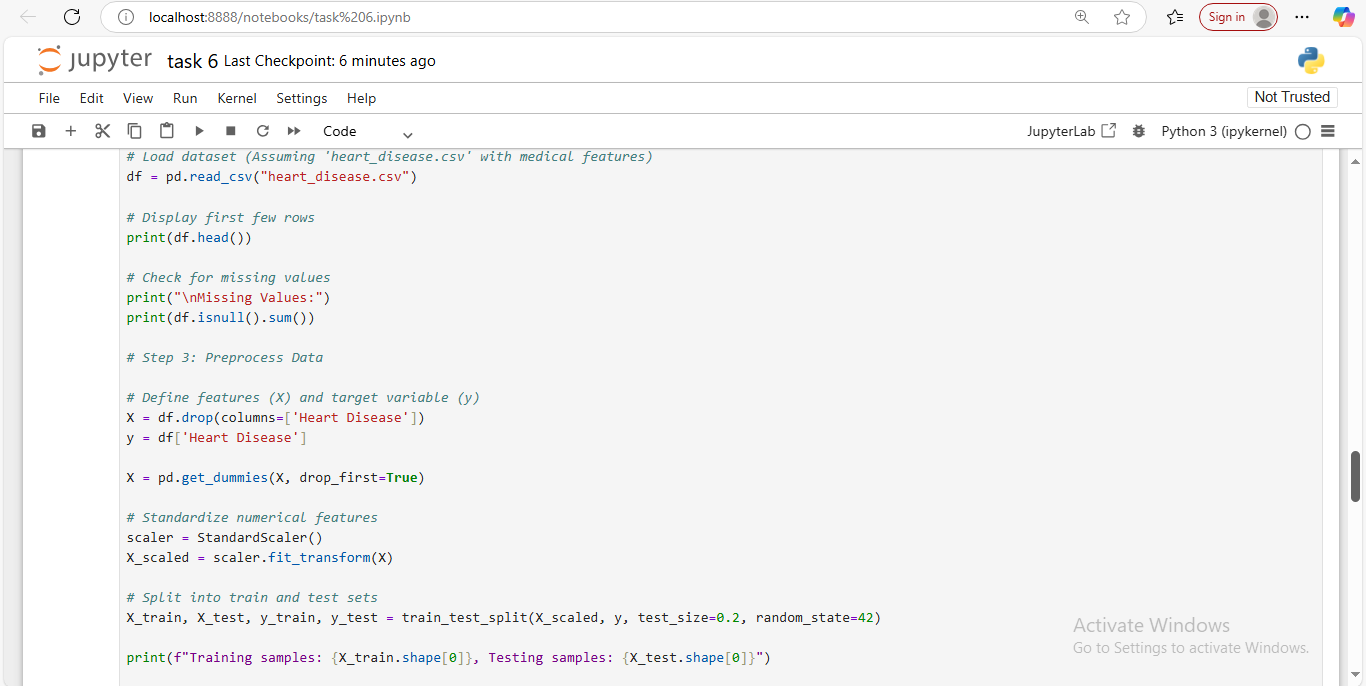 localhost:8888/notebooks/task%206.ipynb
Sign in
jupyter task 6 Last Checkpoint: 6 minutes ago
File Edit View Run Kernel Settings Help
Not Trusted
Code
JupyterLab
Python 3 (ipykernel)
# Load dataset (Assuming 'heart_disease.csv' with medical features)
df = pd.read_csv("heart_disease.csv")
# Display first few rows
print(df.head())
# Check for missing values
print("\nMissing Values:")
print(df.isnull().sum())
# Step 3: Preprocess Data
# Define features (X) and target variable (y)
X = df.drop(columns=['Heart Disease'])
y = df['Heart Disease']
X = pd.get_dummies(X, drop_first=True)
# Standardize numerical features
scaler = StandardScaler()
X_scaled = scaler.fit_transform(X)
# Split into train and test sets
X_train, X_test, y_train, y_test = train_test_split(X_scaled, y, test_size=0.2, random_state=42)
print(f"Training samples: {X_train.shape[0]}, Testing samples: {X_test.shape[0]}")
Activate Windows
Go to Settings to activate Windows.